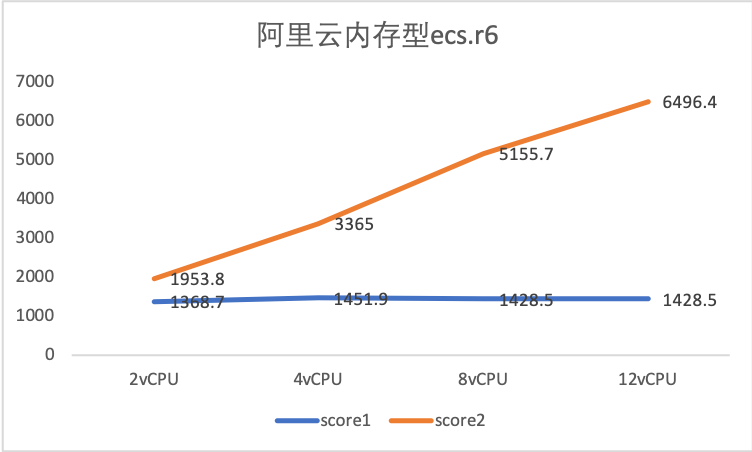 阿里云内存型ecs.r6
7000
6000
5000
4000
3000
2000
1000
0
6496.4
5155.7
3365
1953.8
1368.7
1451.9
1428.5
1428.5
2vCPU
4vCPU
8vCPU
12vCPU
score1
score2